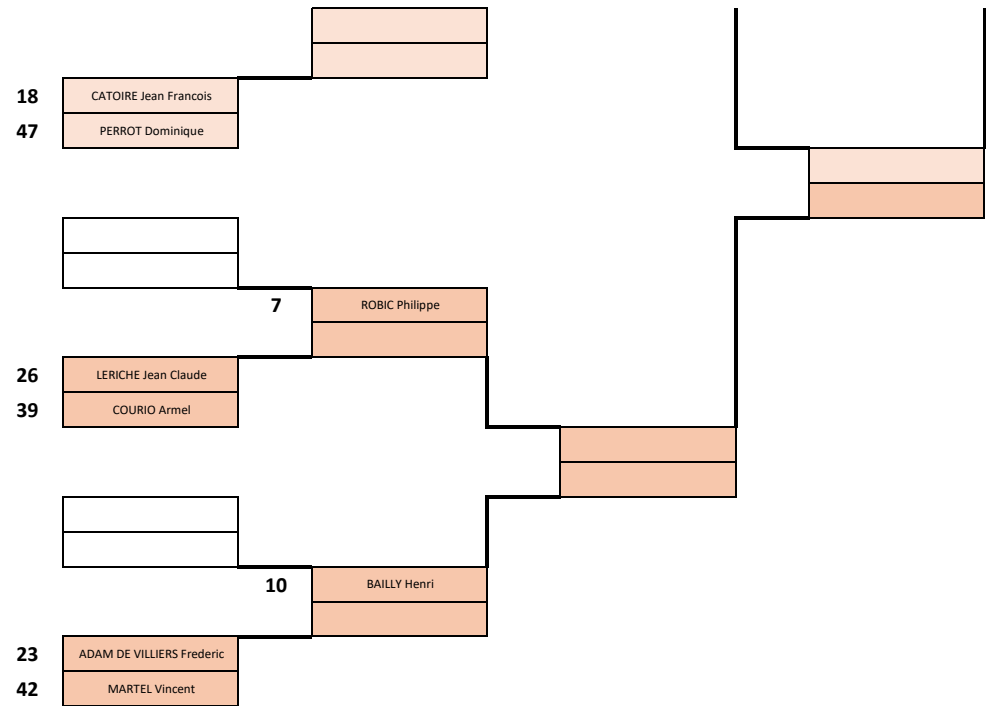 18 CATOIRE Jean Francois
47 PERROT Dominique
7 ROBIC Philippe
26 LERICHE Jean Claude
39 COURIO Armel
10 BAILLY Henri
23 ADAM DE VILLIERS Frederic
42 MARTEL Vincent